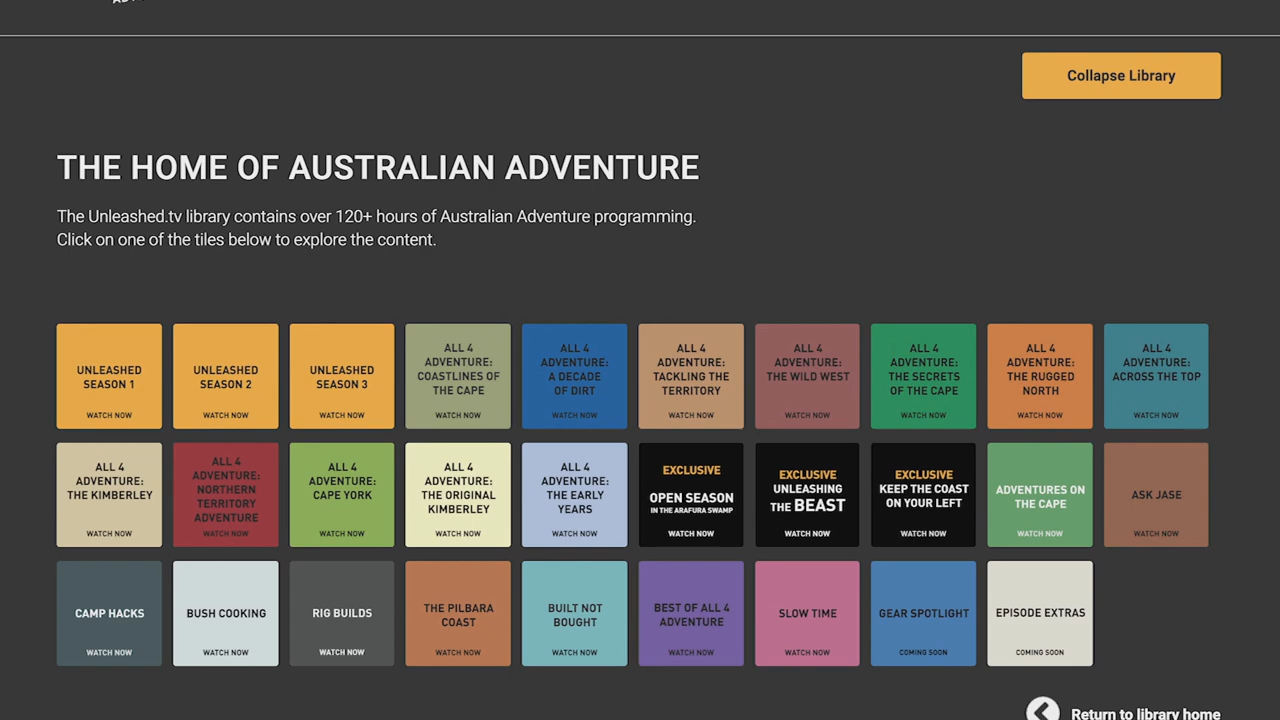 Collapse Library
THE HOME OF AUSTRALIAN ADVENTURE
The Unleashed.tv library contains over 120+ hours of Australian Adventure programming.
Click on one of the tiles below to explore the content.
UNLEASHED
SEASON 1
WATCH NOW
UNLEASHED
SEASON 2
WATCH NOW
UNLEASHED
SEASON 3
WATCH NOW
ALL 4
ADVENTURE:
COASTLINES OF
THE CAPE
WATCH NOW
ALL 4
ADVENTURE:
A DECADE
OF DIRT
WATCH NOW
ALL 4
ADVENTURE:
TACKLING THE
TERRITORY
WATCH NOW
ALL 4
ADVENTURE:
THE WILD WEST
WATCH NOW
ALL 4
ADVENTURE:
THE SECRETS
OF THE CAPE
WATCH NOW
ALL 4
ADVENTURE:
THE RUGGED
NORTH
WATCH NOW
ALL 4
ADVENTURE:
ACROSS THE TOP
WATCH NOW
ALL 4
ADVENTURE:
THE KIMBERLEY
WATCH NOW
ALL 4
ADVENTURE:
NORTHERN
TERRITORY
ADVENTURE
WATCH NOW
ALL 4
ADVENTURE:
CAPE YORK
WATCH NOW
ALL 4
ADVENTURE:
THE ORIGINAL
KIMBERLEY
WATCH NOW
ALL 4
ADVENTURE:
THE EARLY
YEARS
WATCH NOW
EXCLUSIVE
OPEN SEASON
IN THE ARAFURA SWAMP
WATCH NOW
EXCLUSIVE
UNLEASHING
THE BEAST
WATCH NOW
EXCLUSIVE
KEEP THE COAST
ON YOUR LEFT
WATCH NOW
ADVENTURES ON
THE CAPE
WATCH NOW
ASK JASE
WATCH NOW
CAMP HACKS
WATCH NOW
BUSH COOKING
WATCH NOW
RIG BUILDS
WATCH NOW
THE PILBARA
COAST
WATCH NOW
BUILT NOT
BOUGHT
WATCH NOW
BEST OF ALL 4
ADVENTURE
WATCH NOW
SLOW TIME
WATCH NOW
GEAR SPOTLIGHT
COMING SOON
EPISODE EXTRAS
COMING SOON
Return to library home